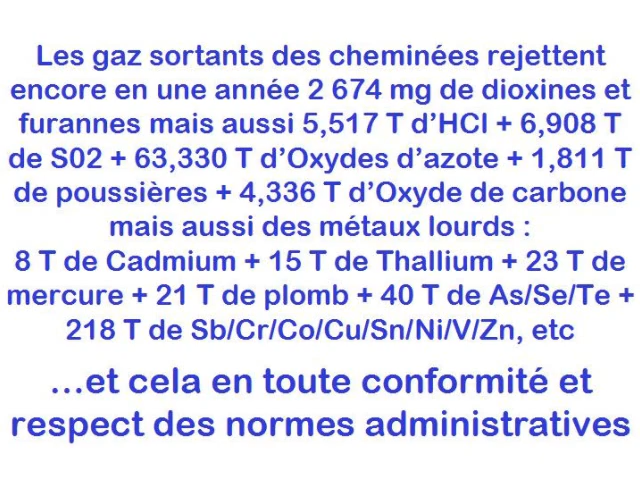 Les gaz sortants des cheminées rejettent
encore en une année 2 674 mg de dioxines et
furannes mais aussi 5,517 T d'HCl + 6,908 T
de S02 + 63,330 T d'Oxydes d'azote + 1,811 T
de poussières + 4,336 T d'Oxyde de carbone
mais aussi des métaux lourds :
8 T de Cadmium + 15 T de Thallium + 23 T de
mercure + 21 T de plomb + 40 T de As/Se/Te +
218 T de Sb/Cr/Co/Cu/Sn/Ni/V/Zn, etc
...et cela en toute conformité et
respect des normes administratives